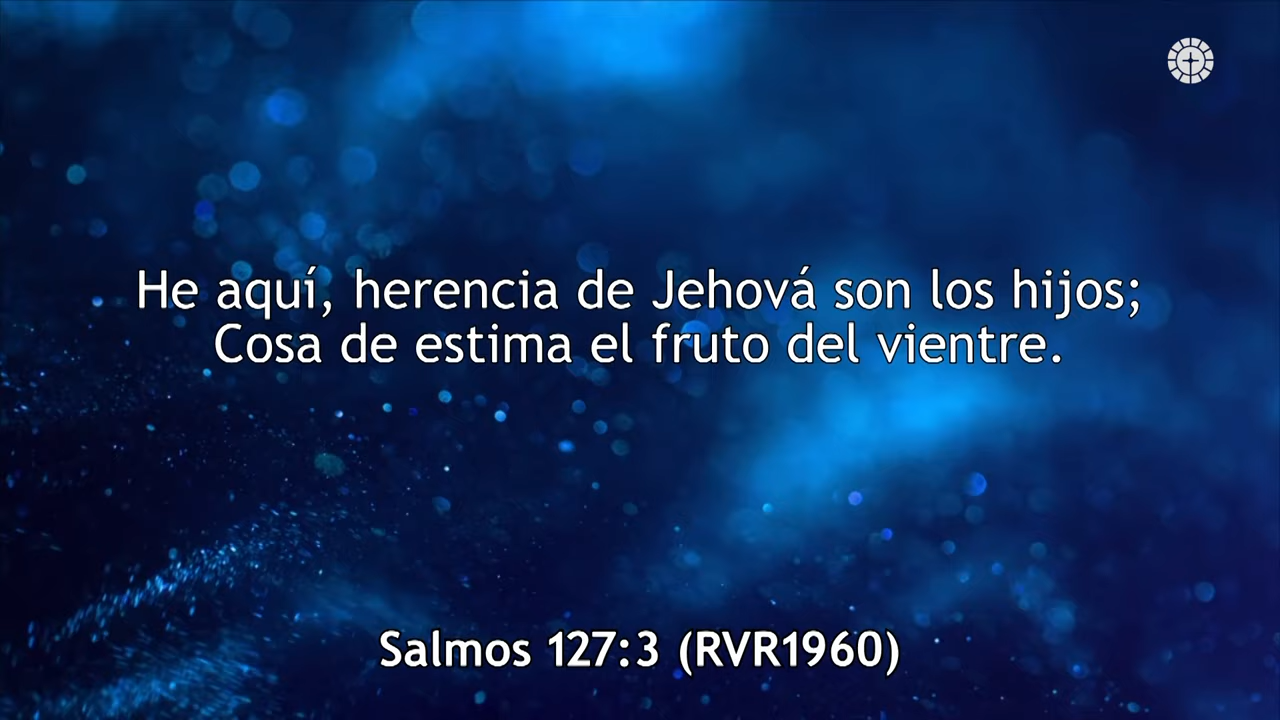 He aquí, herencia de Jehová son los hijos;
Cosa de estima el fruto del vientre.
Salmos 127:3 (RVR1960)